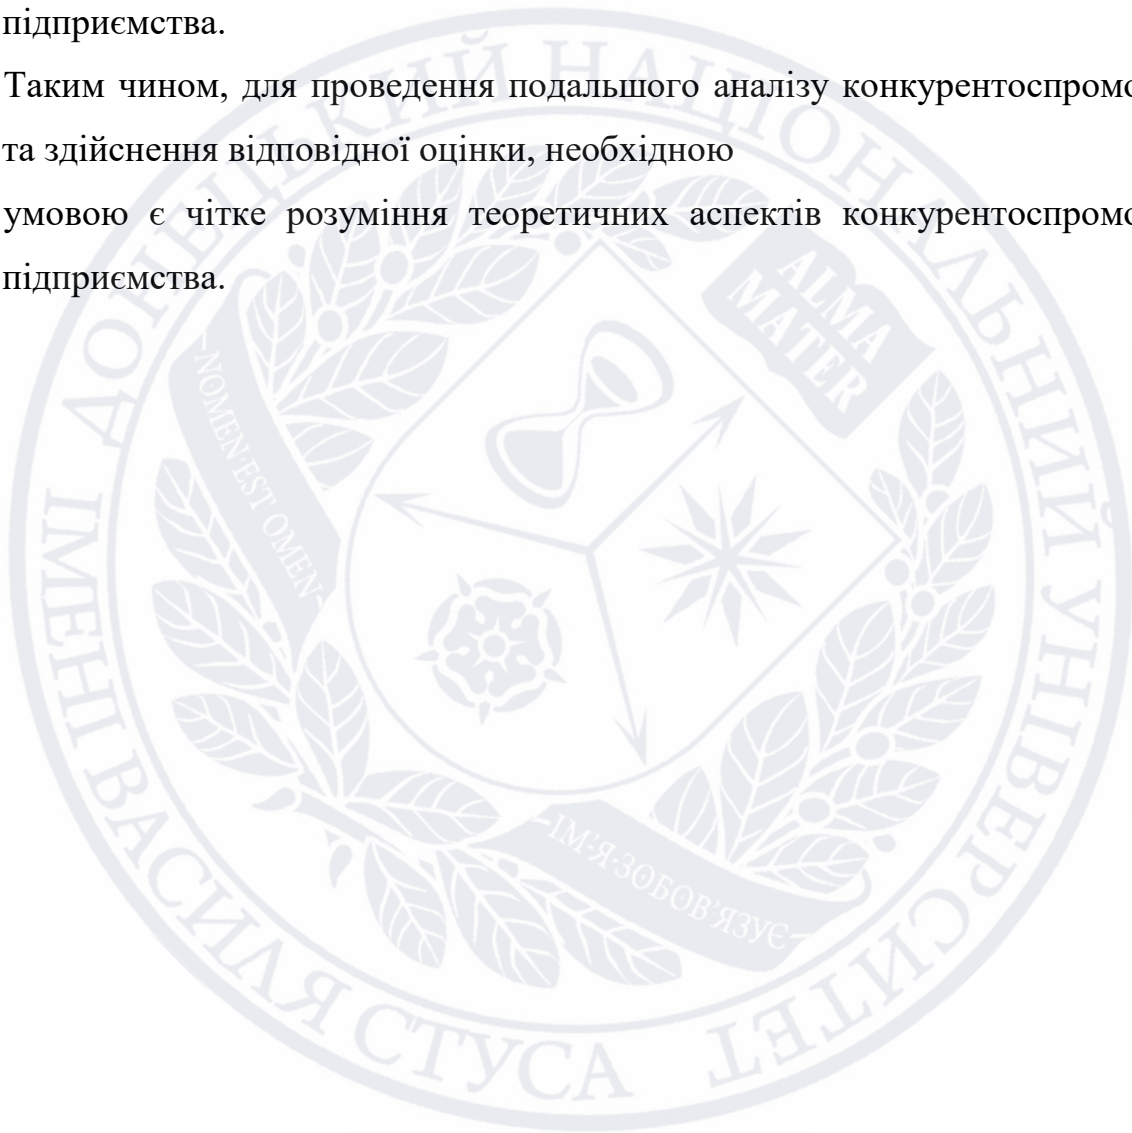 підприємства.
Таким чином, для проведення подальшого аналізу конкурентоспромо
та здійснення відповідної оцінки, необхідною
умовою є чітке розуміння теоретичних аспектів конкурентоспромо
підприємства.
ДОНЕЦЬКИЙ НАЦІОНАЛЬНИЙ УНІВЕРСИТЕТ
ІМЕНІ ВАСИЛЯ СТУСА
ALMA
MATER
NOMEN·EST·OMEN
ІМ'Я·ЗОБОВ'ЯЗУЄ